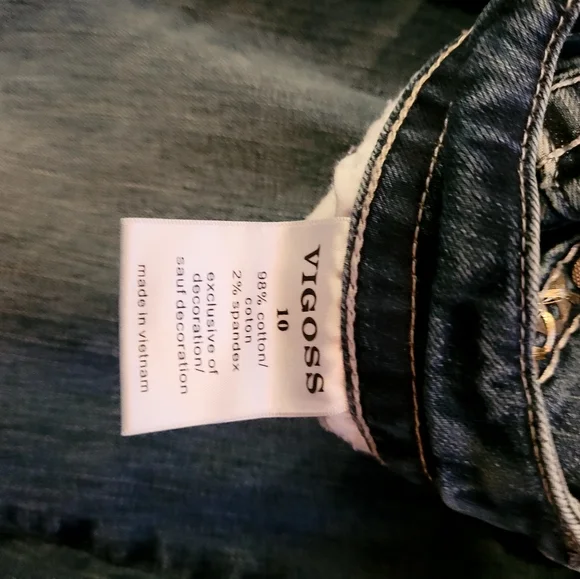 VIGOSS
10
98% cotton/
coton
2% spandex
exclusive of
decoration/
sauf decoration
made in vietnam